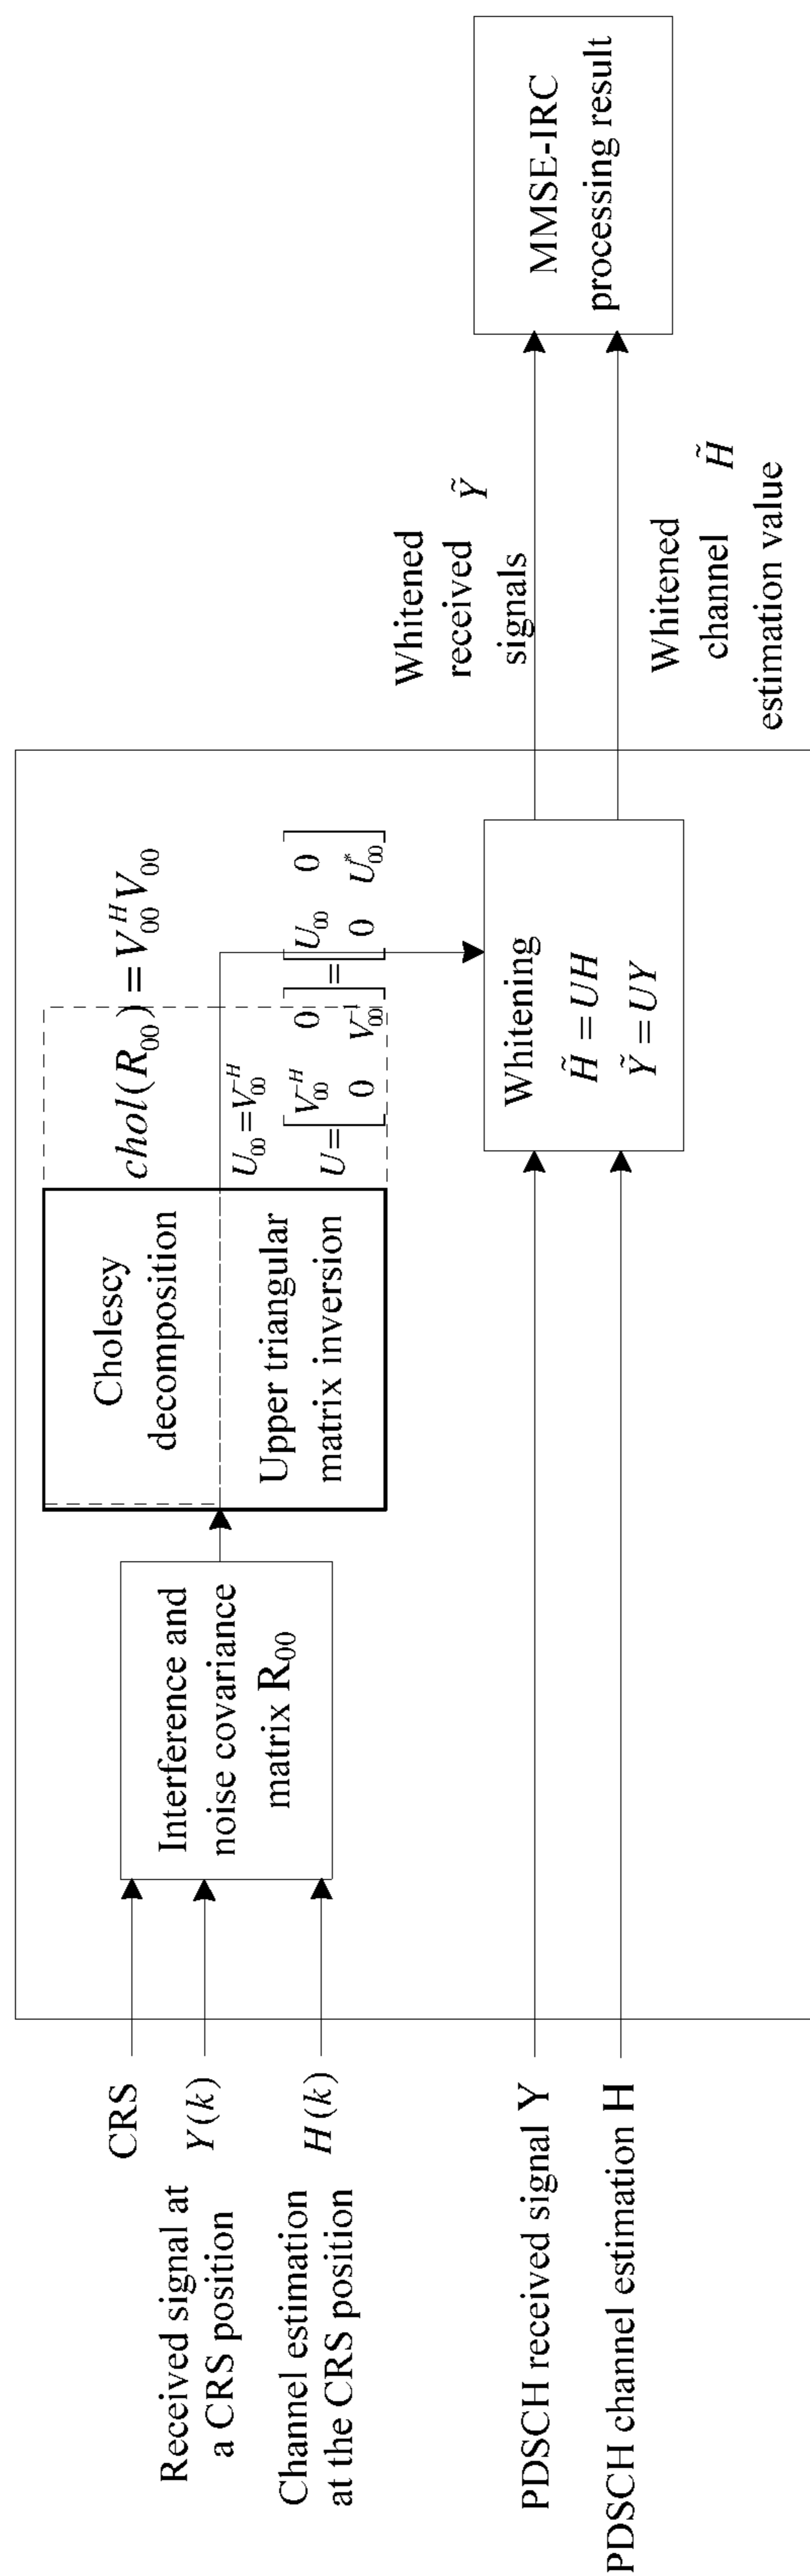 CRS
Received signal at
a CRS position
Y(k)
Channel estimation
at the CRS position
H(k)
PDSCH received signal Y
PDSCH channel estimation H
Interference and
noise covariance
matrix R₀₀
Cholescy
decomposition
Upper triangular
matrix inversion
chol(R₀₀) = V₀₀ᴴV₀₀
U₀₀ = V₀₀⁻ᴴ
U = [V₀₀⁻ᴴ 0; 0 V₀₀⁻¹] = [U₀₀ 0; 0 U₀₀*]
Whitening
H̃ = UH
Ỹ = UY
Whitened
received Ỹ
signals
Whitened
channel H̃
estimation value
MMSE-IRC
processing result